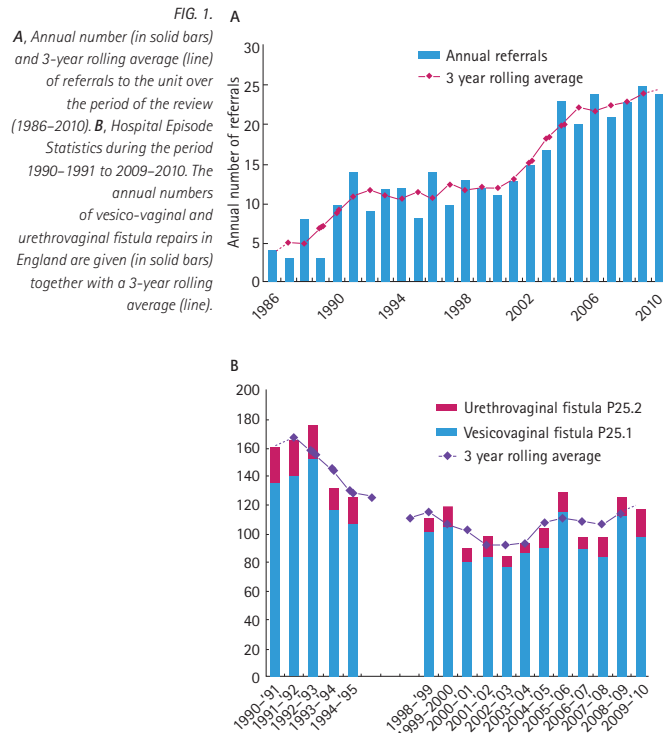 FIG. 1.
A, Annual number (in solid bars)
and 3-year rolling average (line)
of referrals to the unit over
the period of the review
(1986–2010). B, Hospital Episode
Statistics during the period
1990–1991 to 2009–2010. The
annual numbers
of vesico-vaginal and
urethrovaginal fistula repairs in
England are given (in solid bars)
together with a 3-year rolling
average (line).
A
Annual referrals
3 year rolling average
Annual number of referrals
30
25
20
15
10
5
0
1986
1990
1994
1998
2002
2006
2010
B
Urethrovaginal fistula P25.2
Vesicovaginal fistula P25.1
3 year rolling average
200
180
160
140
120
100
80
60
40
20
0
1990–'91
1991–'92
1992–'93
1993–'94
1994–'95
1998–'99
1999–2000
2000–01
2001–'02
2002–'03
2003–'04
2004–'05
2005–'06
2006–'07
2007–'08
2008–'09
2009–'10